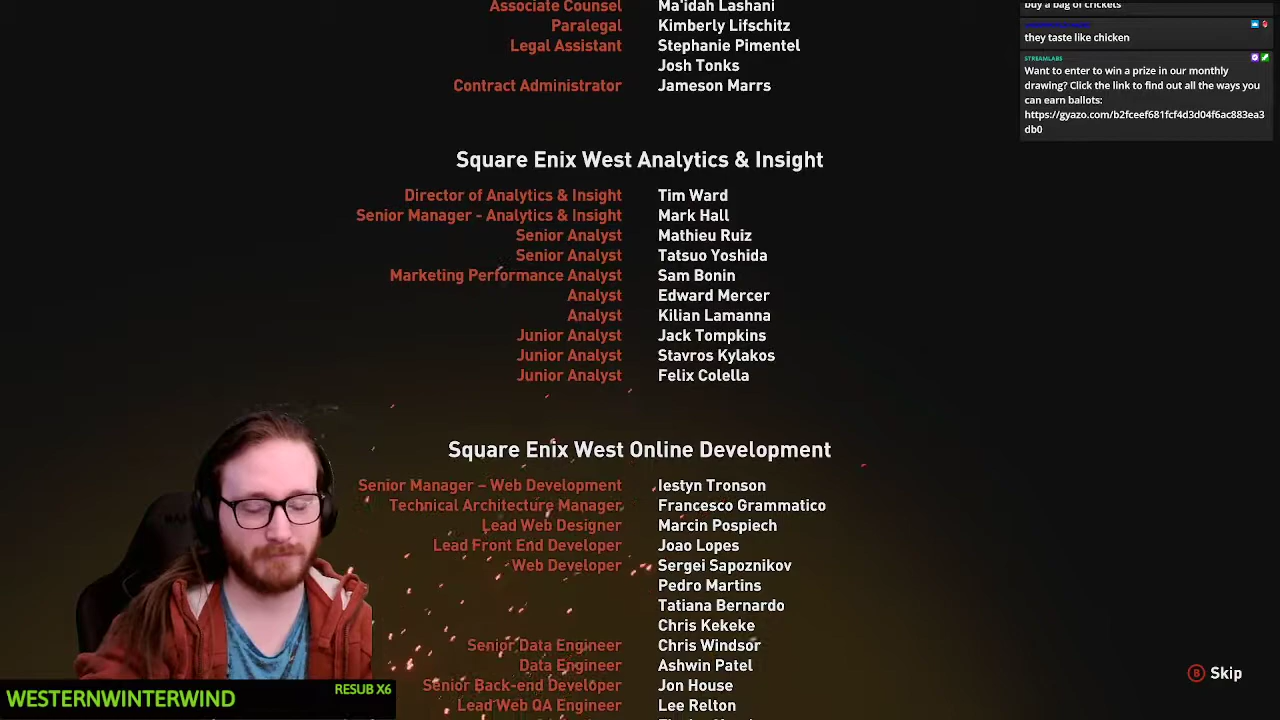 Associate Counsel Ma'idah Lashani
Paralegal Kimberly Lifschitz
Legal Assistant Stephanie Pimentel
Josh Tonks
Contract Administrator Jameson Marrs
Square Enix West Analytics & Insight
Director of Analytics & Insight Tim Ward
Senior Manager - Analytics & Insight Mark Hall
Senior Analyst Mathieu Ruiz
Senior Analyst Tatsuo Yoshida
Marketing Performance Analyst Sam Bonin
Analyst Edward Mercer
Analyst Kilian Lamanna
Junior Analyst Jack Tompkins
Junior Analyst Stavros Kylakos
Junior Analyst Felix Colella
Square Enix West Online Development
Senior Manager – Web Development Iestyn Tronson
Technical Architecture Manager Francesco Grammatico
Lead Web Designer Marcin Pospiech
Lead Front End Developer Joao Lopes
Web Developer Sergei Sapoznikov
Pedro Martins
Tatiana Bernardo
Chris Kekeke
Senior Data Engineer Chris Windsor
Data Engineer Ashwin Patel
Senior Back-end Developer Jon House
Lead Web QA Engineer Lee Relton
buy a bag of crickets
they taste like chicken
STREAMLABS
Want to enter to win a prize in our monthly
drawing? Click the link to find out all the ways you
can earn ballots:
https://gyazo.com/b2fceef681fcf4d3d04f6ac883ea3
db0
B Skip
WESTERNWINTERWIND
RESUB X6